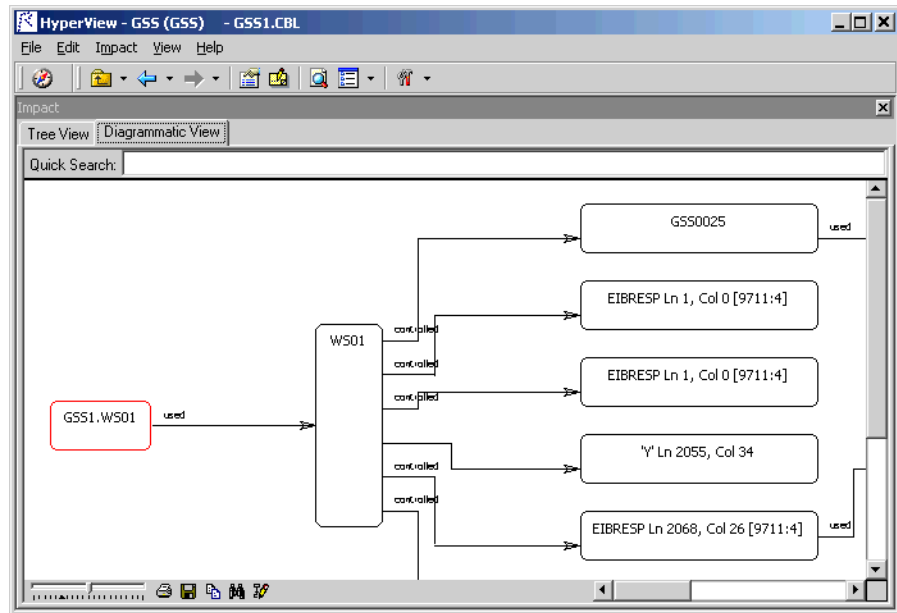 HyperView - GSS (GSS) - GSS1.CBL
File Edit Impact View Help
Impact
Tree View Diagrammatic View
Quick Search:
GSS0025
used
EIBRESP Ln 1, Col 0 [9711:4]
controlled
WS01
controlled
EIBRESP Ln 1, Col 0 [9711:4]
controlled
GSS1.WS01
used
'Y' Ln 2055, Col 34
controlled
controlled
EIBRESP Ln 2068, Col 26 [9711:4]
used